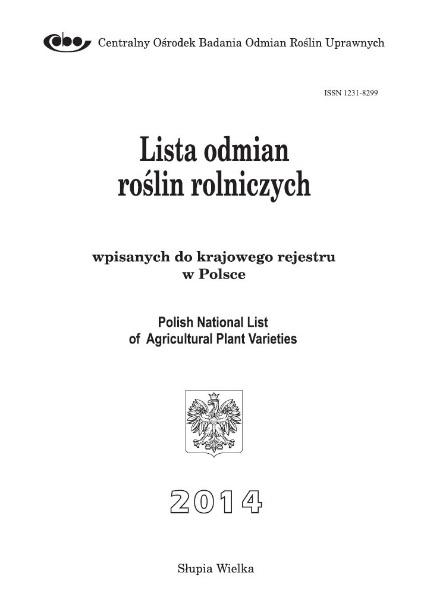 Centralny Ośrodek Badania Odmian Roślin Uprawnych
ISSN 1231-8299
Lista odmian
roślin rolniczych
wpisanych do krajowego rejestru
w Polsce
Polish National List
of Agricultural Plant Varieties
2014
Słupia Wielka